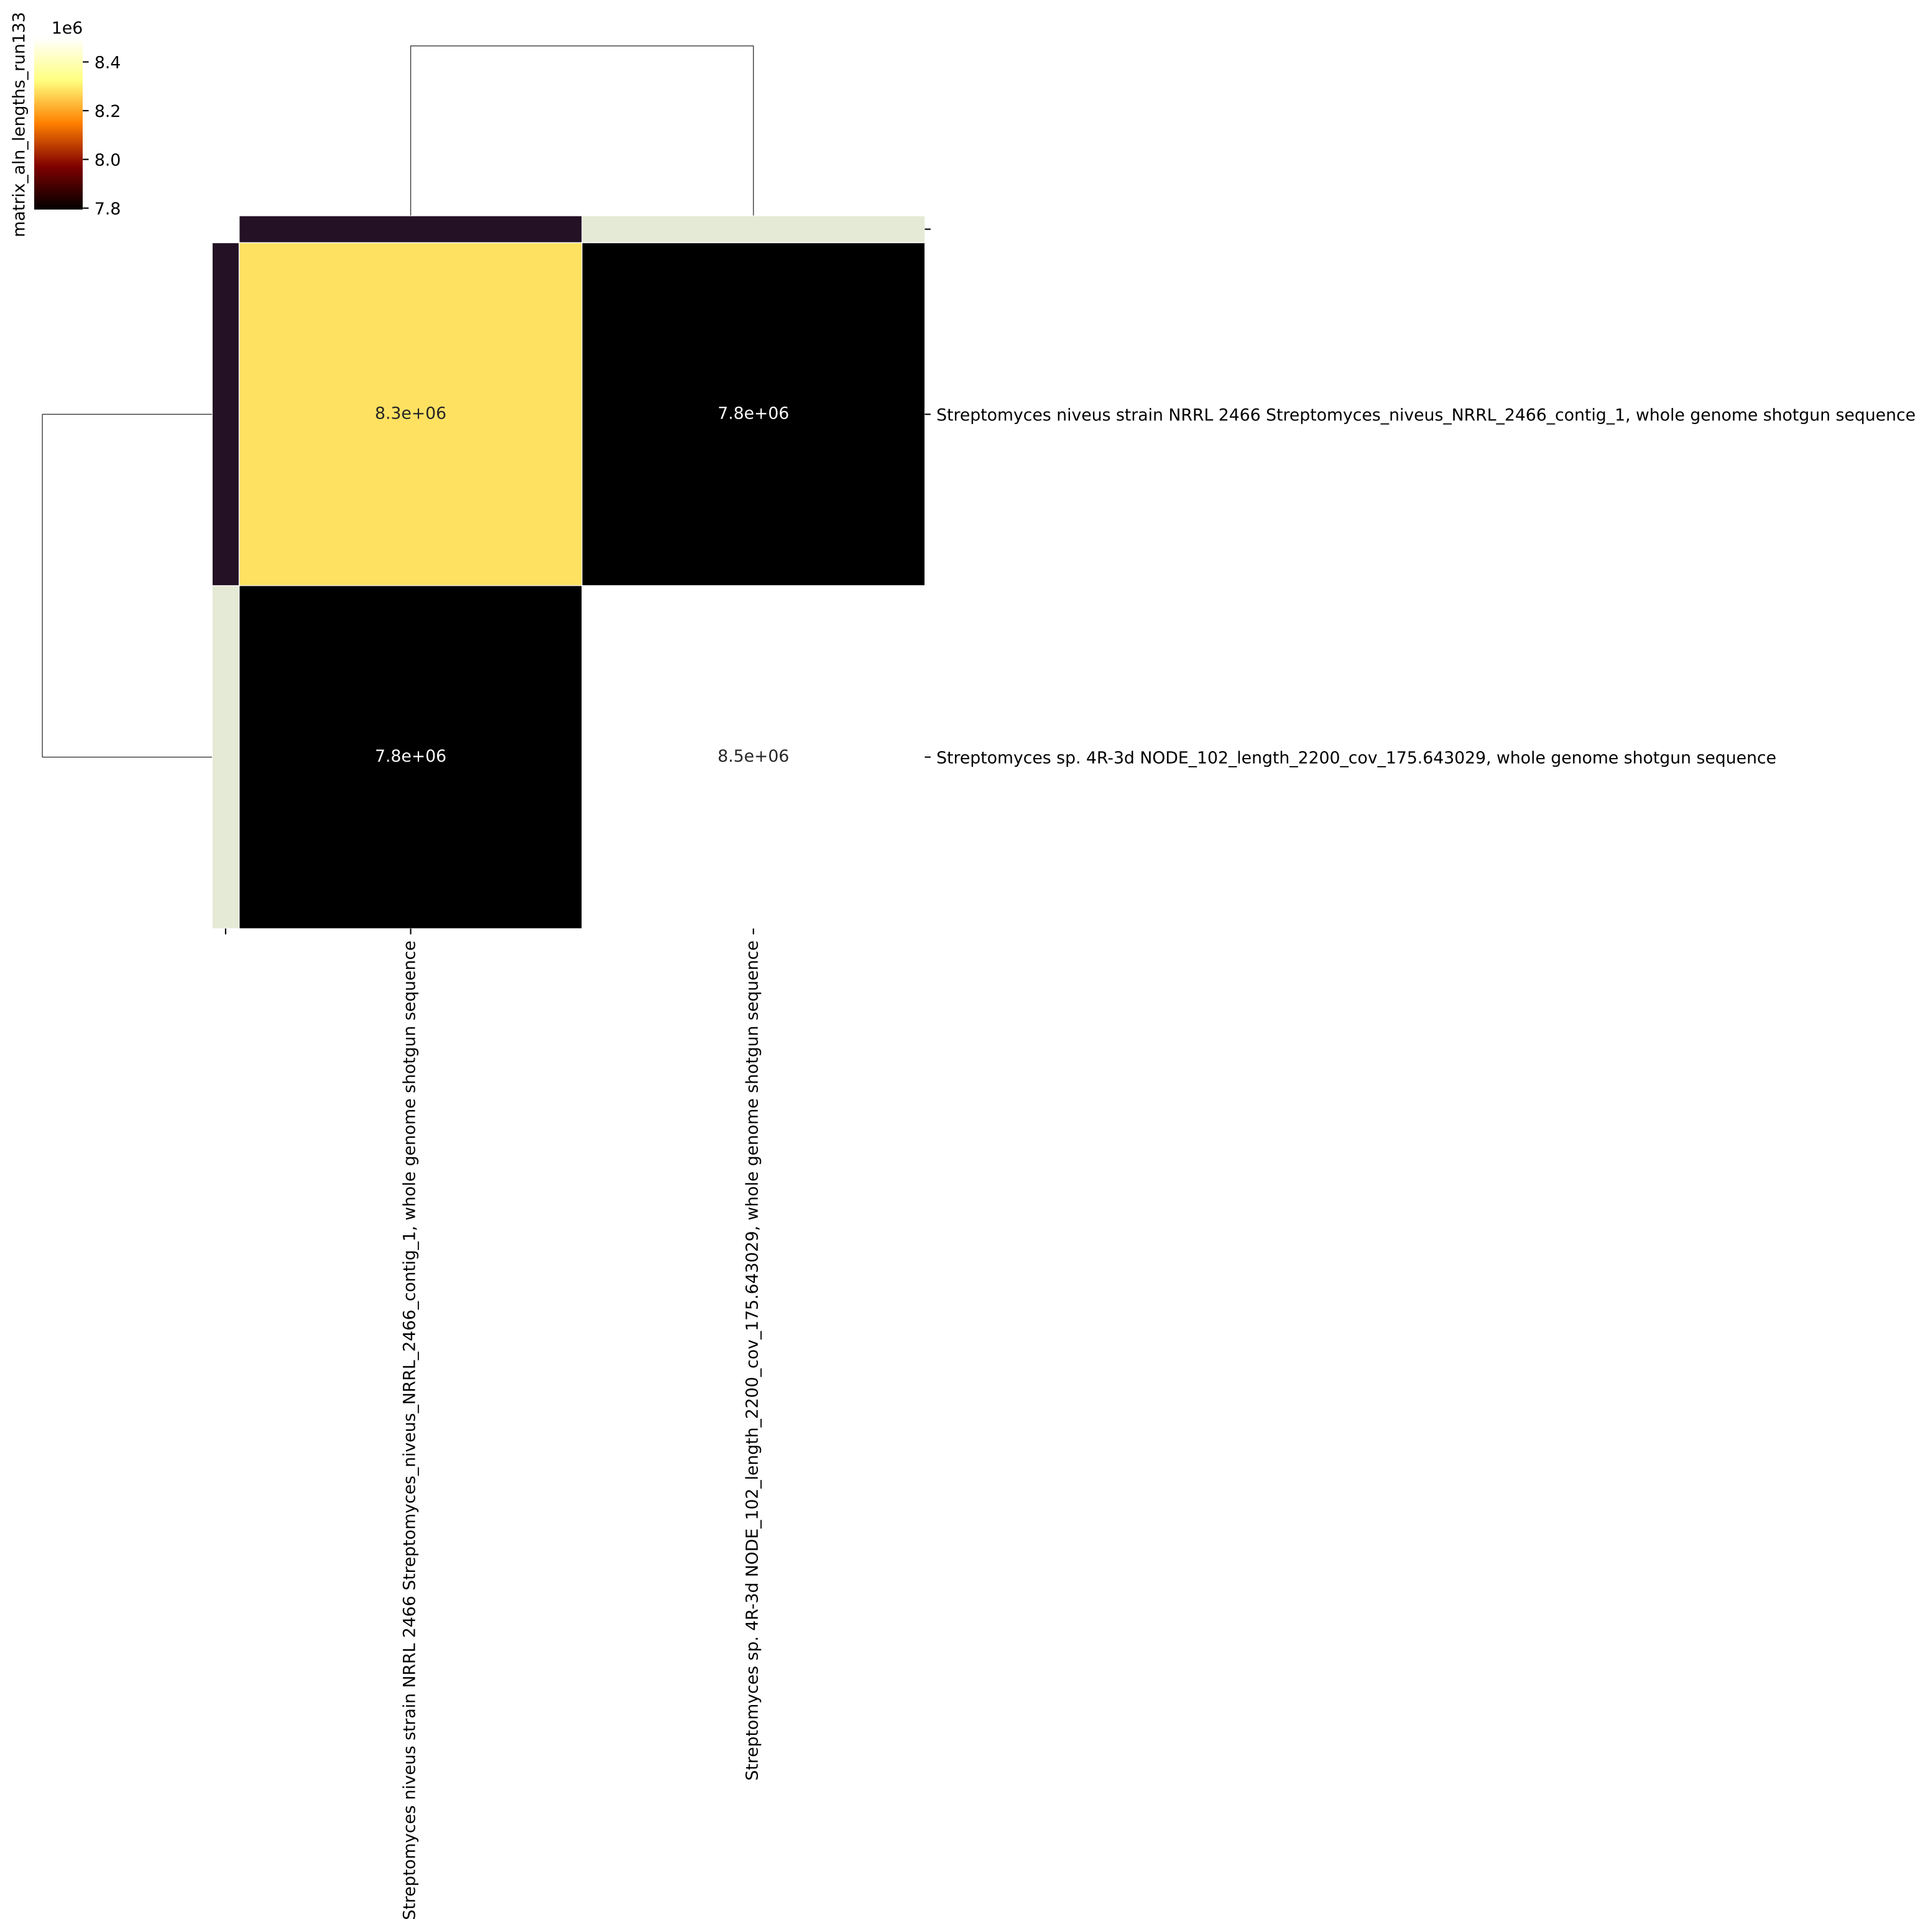 matrix_aln_lengths_run133
1e6
8.4
8.2
8.0
7.8
8.3e+06
7.8e+06
Streptomyces niveus strain NRRL 2466 Streptomyces_niveus_NRRL_2466_contig_1, whole genome shotgun sequence
7.8e+06
8.5e+06
Streptomyces sp. 4R-3d NODE_102_length_2200_cov_175.643029, whole genome shotgun sequence
Streptomyces niveus strain NRRL 2466 Streptomyces_niveus_NRRL_2466_contig_1, whole genome shotgun sequence
Streptomyces sp. 4R-3d NODE_102_length_2200_cov_175.643029, whole genome shotgun sequence